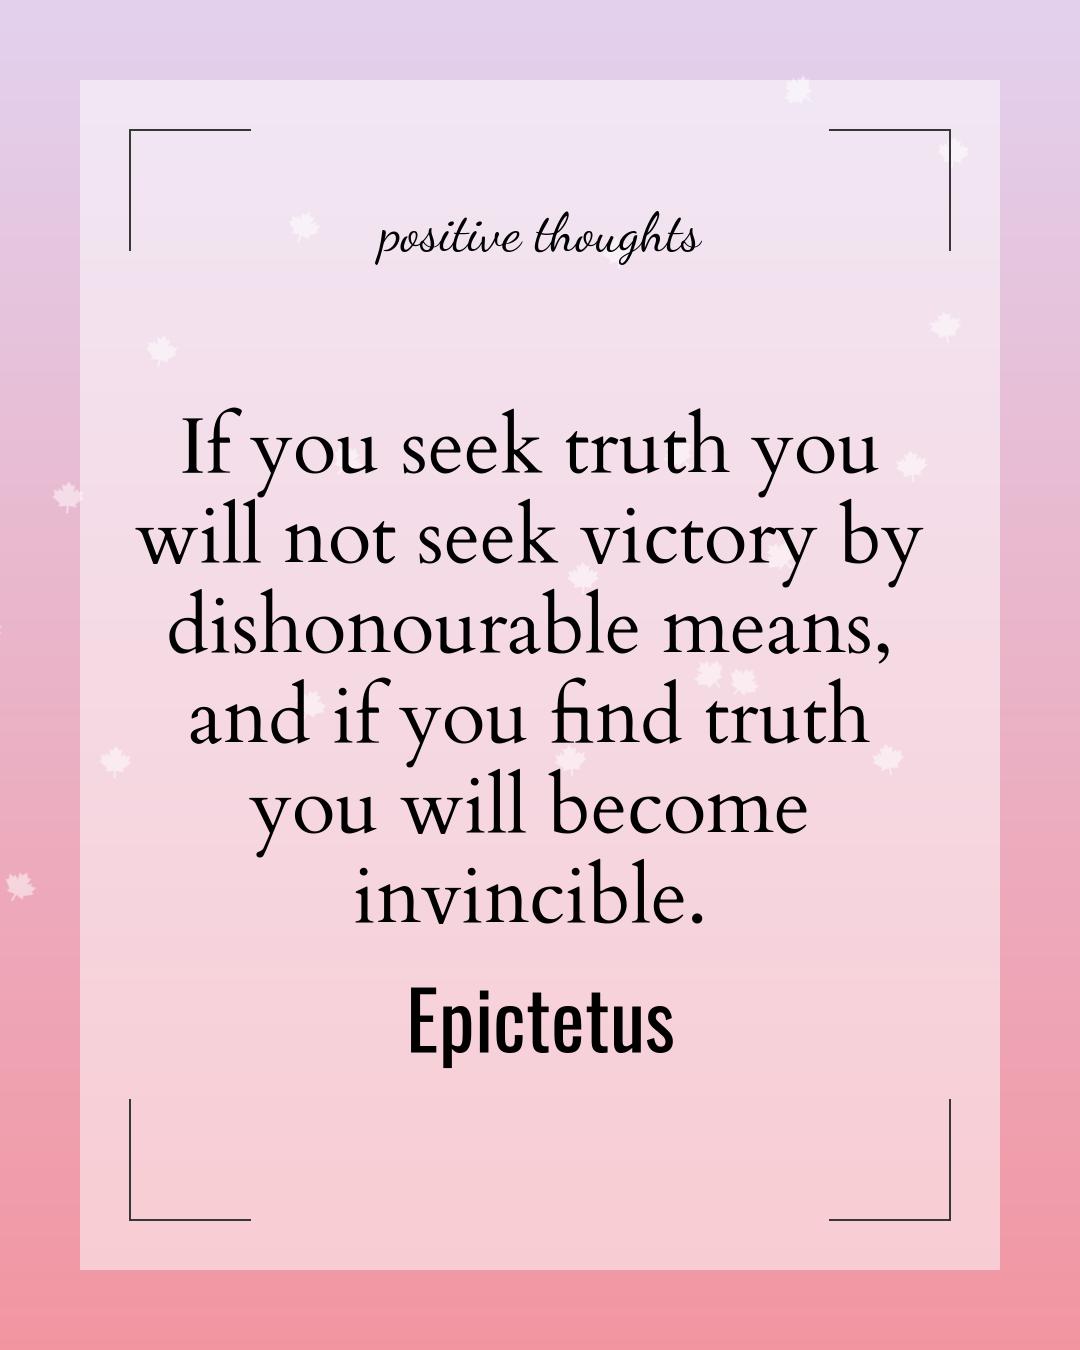 positive thoughts
If you seek truth you
will not seek victory by
dishonourable means,
and if you find truth
you will become
invincible.
Epictetus